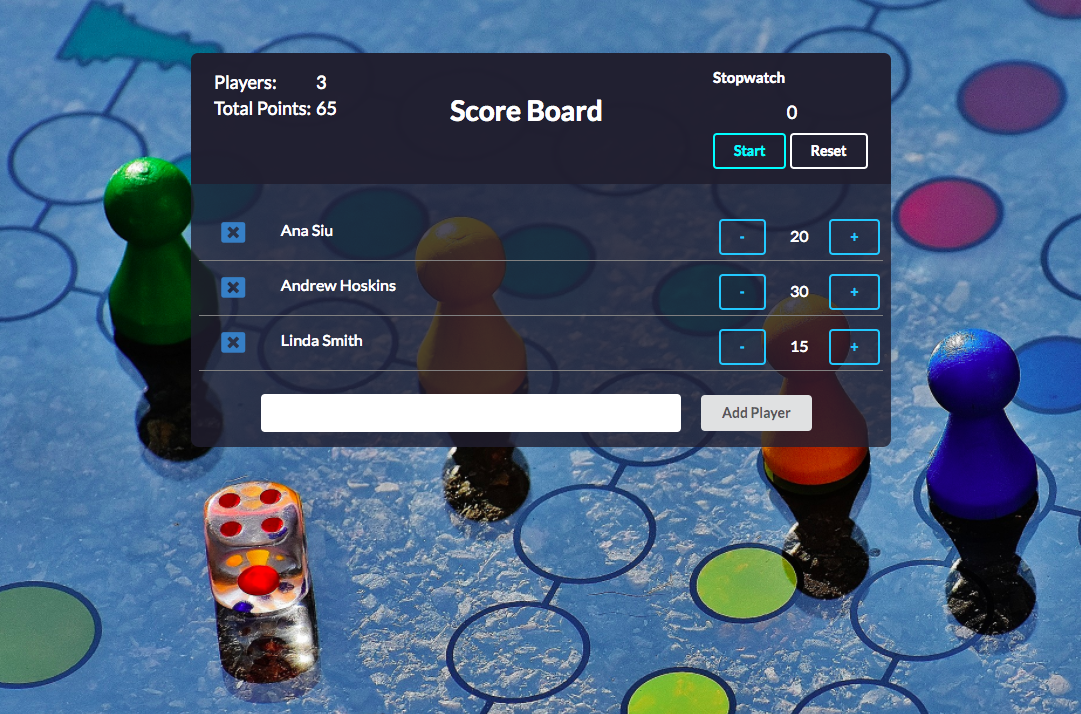 Players: 3
Total Points: 65
Score Board
Stopwatch
0
Start Reset
Ana Siu - 20 +
Andrew Hoskins - 30 +
Linda Smith - 15 +
Add Player